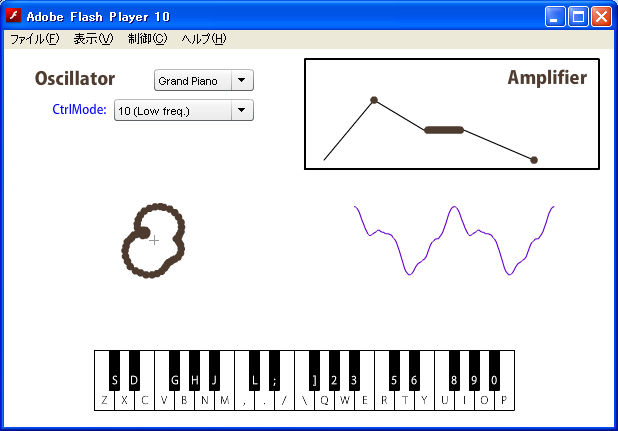 Adobe Flash Player 10
ファイル(F) 表示(V) 制御(C) ヘルプ(H)
Oscillator
Grand Piano
CtrlMode:
10 (Low freq.)
Amplifier
S D G H J L ; ] 2 3 5 6 8 9 0
Z X C V B N M , . / \ Q W E R T Y U I O P